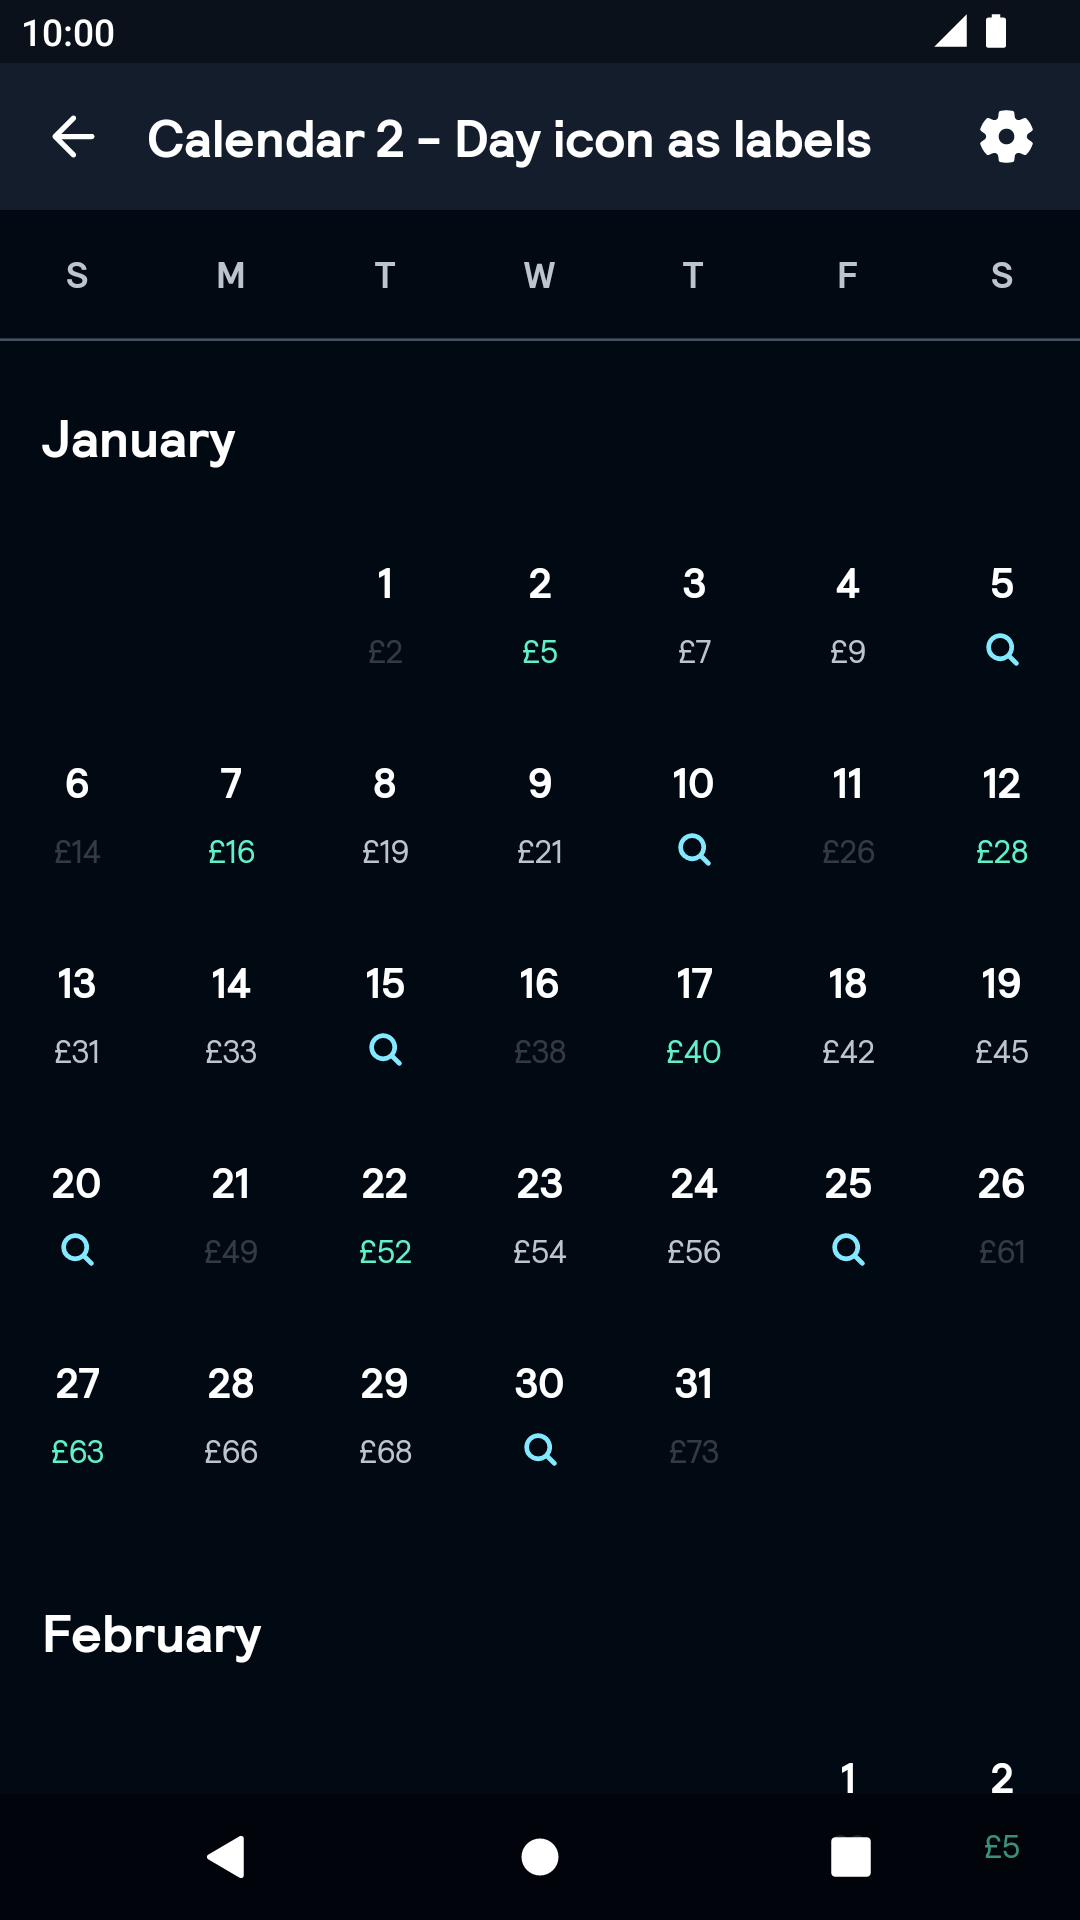 10:00
Calendar 2 – Day icon as labels
S M T W T F S
January
1 2 3 4 5
£2 £5 £7 £9
6 7 8 9 10 11 12
£14 £16 £19 £21 £26 £28
13 14 15 16 17 18 19
£31 £33 £38 £40 £42 £45
20 21 22 23 24 25 26
£49 £52 £54 £56 £61
27 28 29 30 31
£63 £66 £68 £73
February
1 2
£5